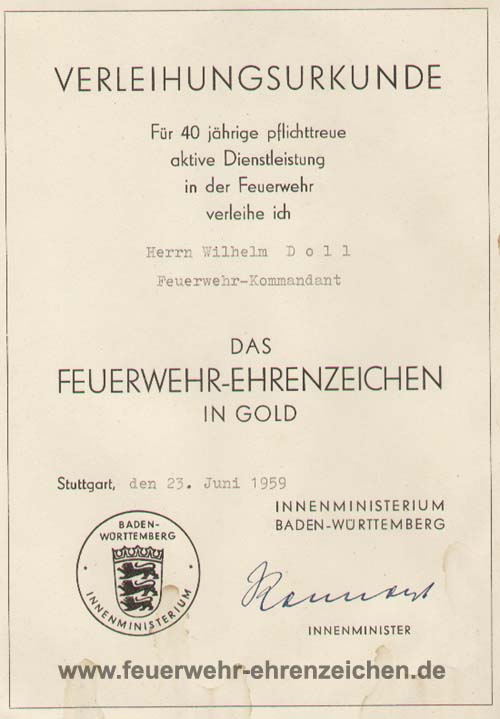 VERLEIHUNGSURKUNDE
Für 40 jährige pflichttreue
aktive Dienstleistung
in der Feuerwehr
verleihe ich
Herrn Wilhelm D o l l
Feuerwehr-Kommandant
DAS
FEUERWEHR-EHRENZEICHEN
IN GOLD
Stuttgart, den 23. Juni 1959
INNENMINISTERIUM
BADEN-WÜRTTEMBERG
BADEN-
WÜRTTEMBERG
INNENMINISTERIUM
INNENMINISTER
www.feuerwehr-ehrenzeichen.de